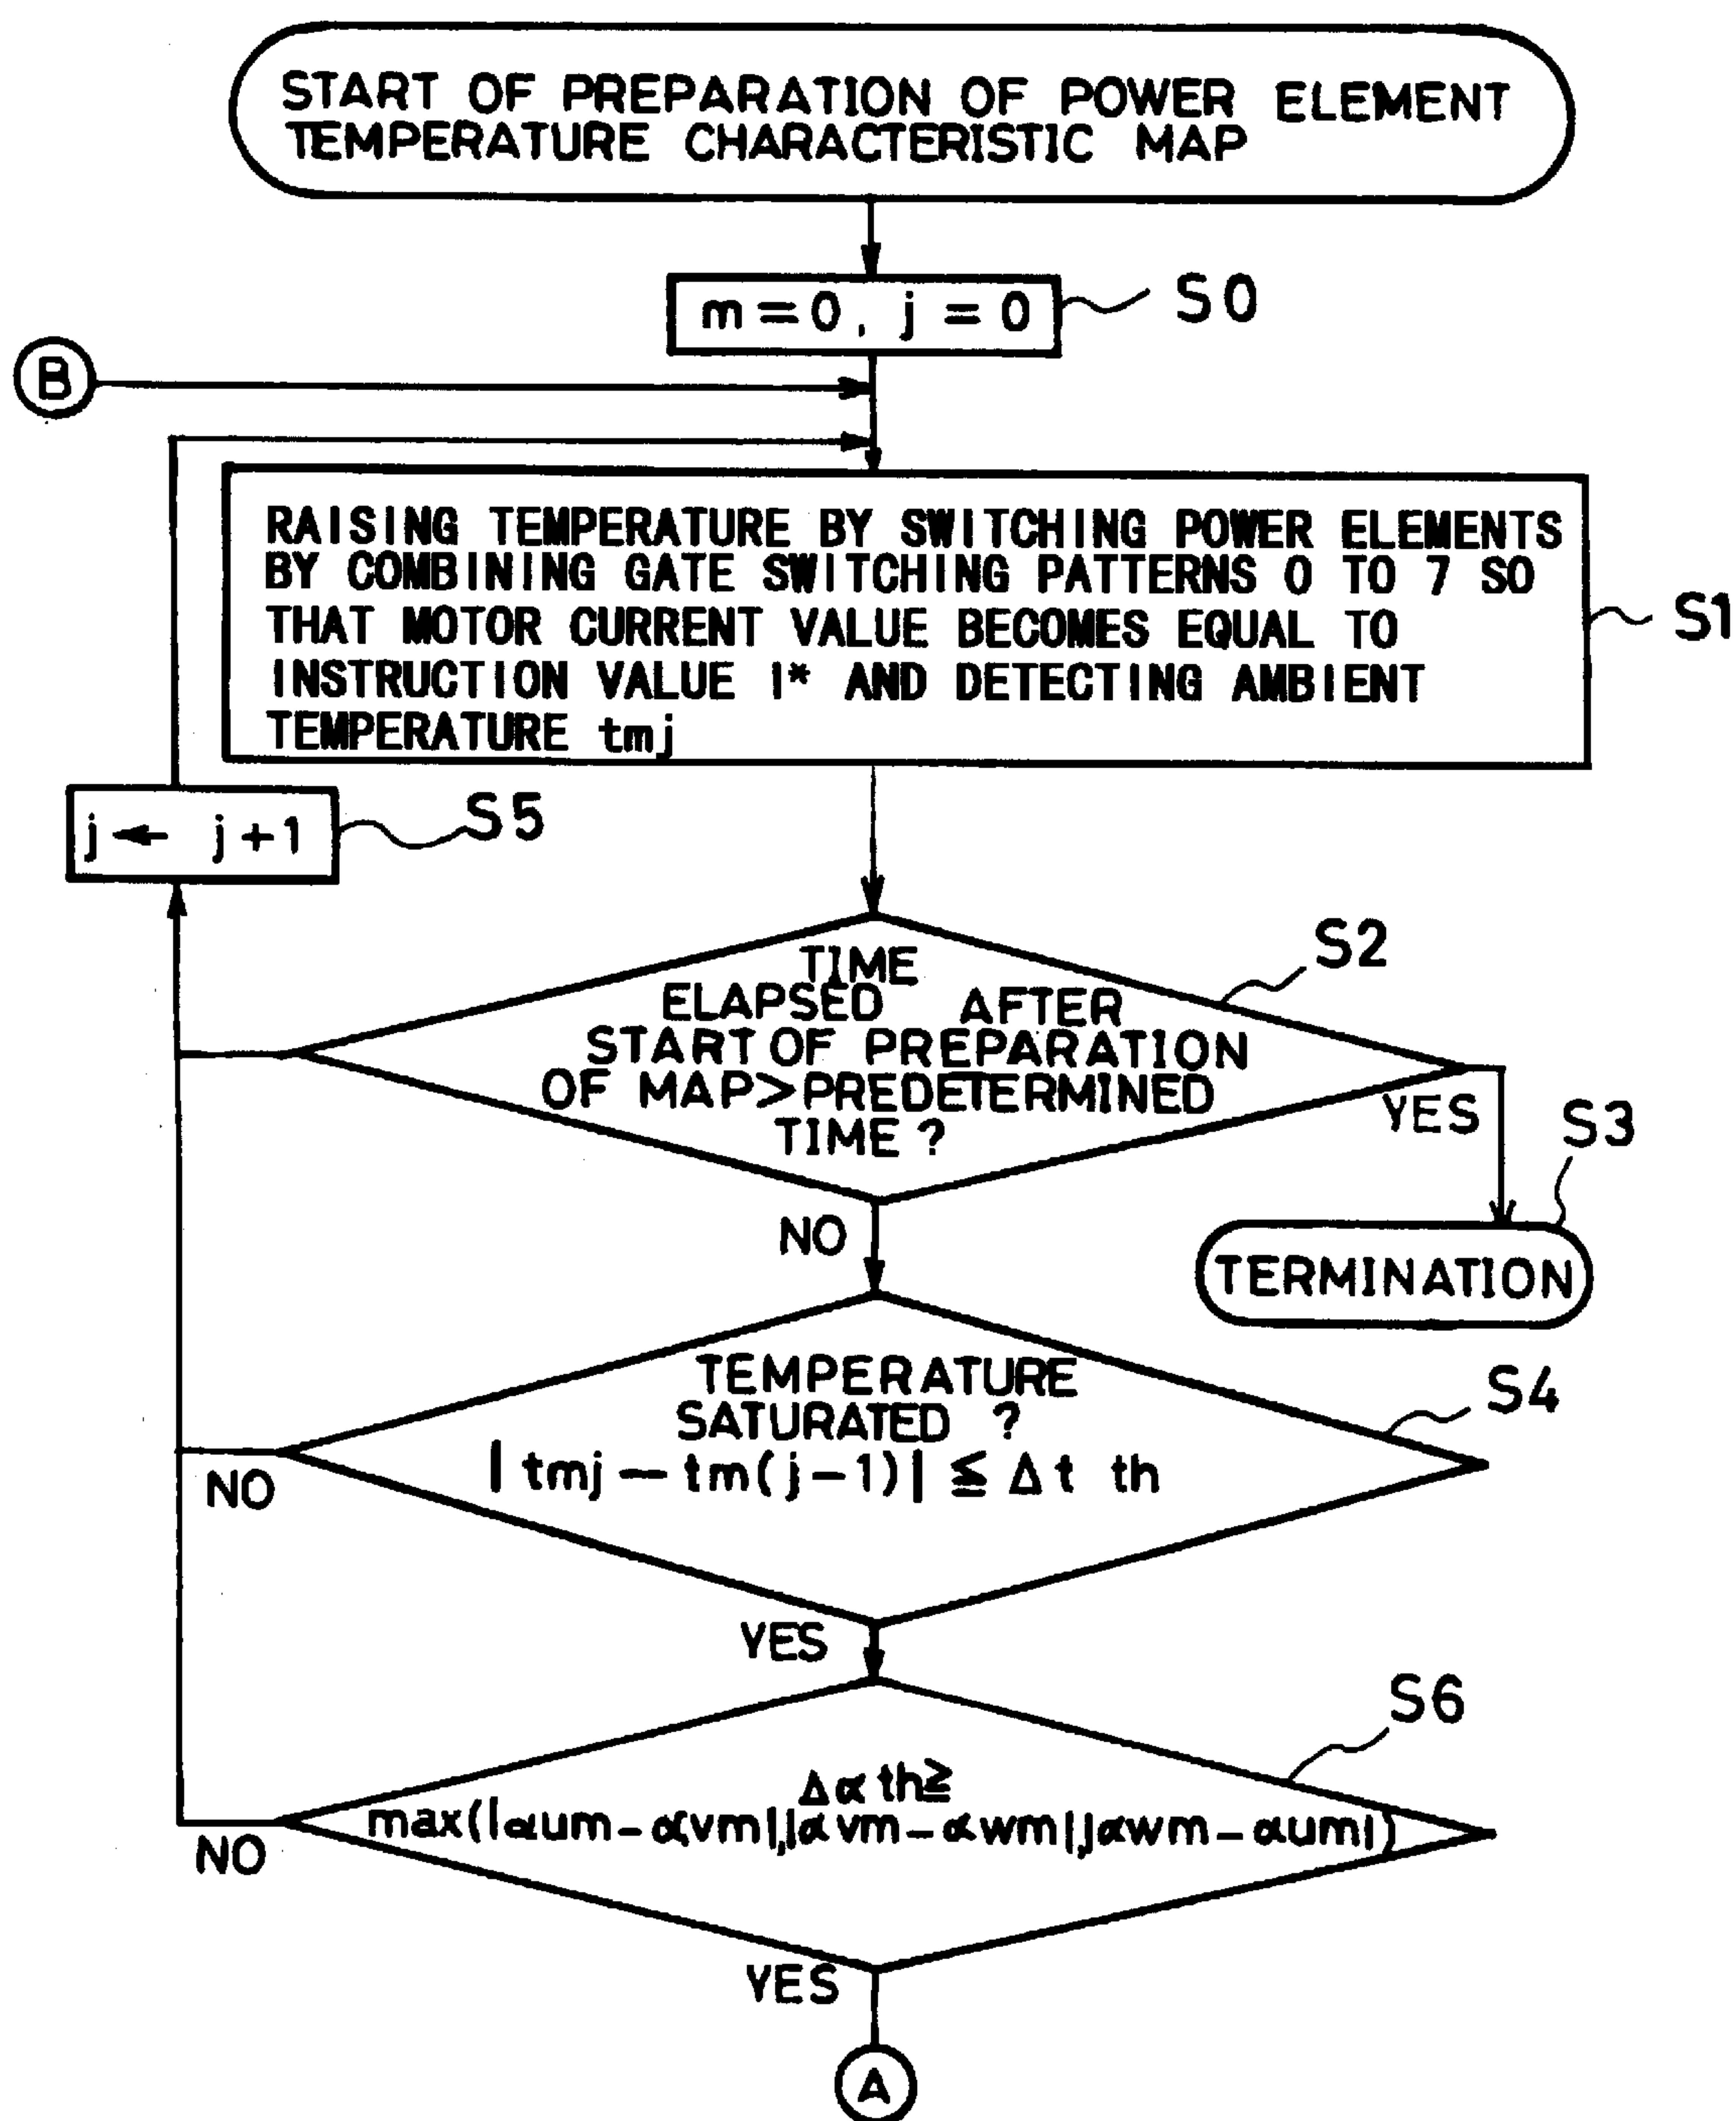 START OF PREPARATION OF POWER ELEMENT
TEMPERATURE CHARACTERISTIC MAP
m=0, j=0
S0
B
RAISING TEMPERATURE BY SWITCHING POWER ELEMENTS
BY COMBINING GATE SWITCHING PATTERNS 0 TO 7 SO
THAT MOTOR CURRENT VALUE BECOMES EQUAL TO
INSTRUCTION VALUE I* AND DETECTING AMBIENT
TEMPERATURE tmj
S1
j ← j+1
S5
TIME
ELAPSED AFTER
START OF PREPARATION
OF MAP>PREDETERMINED
TIME ?
S2
YES
S3
NO
TERMINATION
TEMPERATURE
SATURATED ?
| tmj − tm(j−1)| ≦ Δt th
S4
NO
YES
S6
Δα th≧
max(|αum−αvm|,|αvm−αwm|,|αwm−αum|)
NO
YES
A